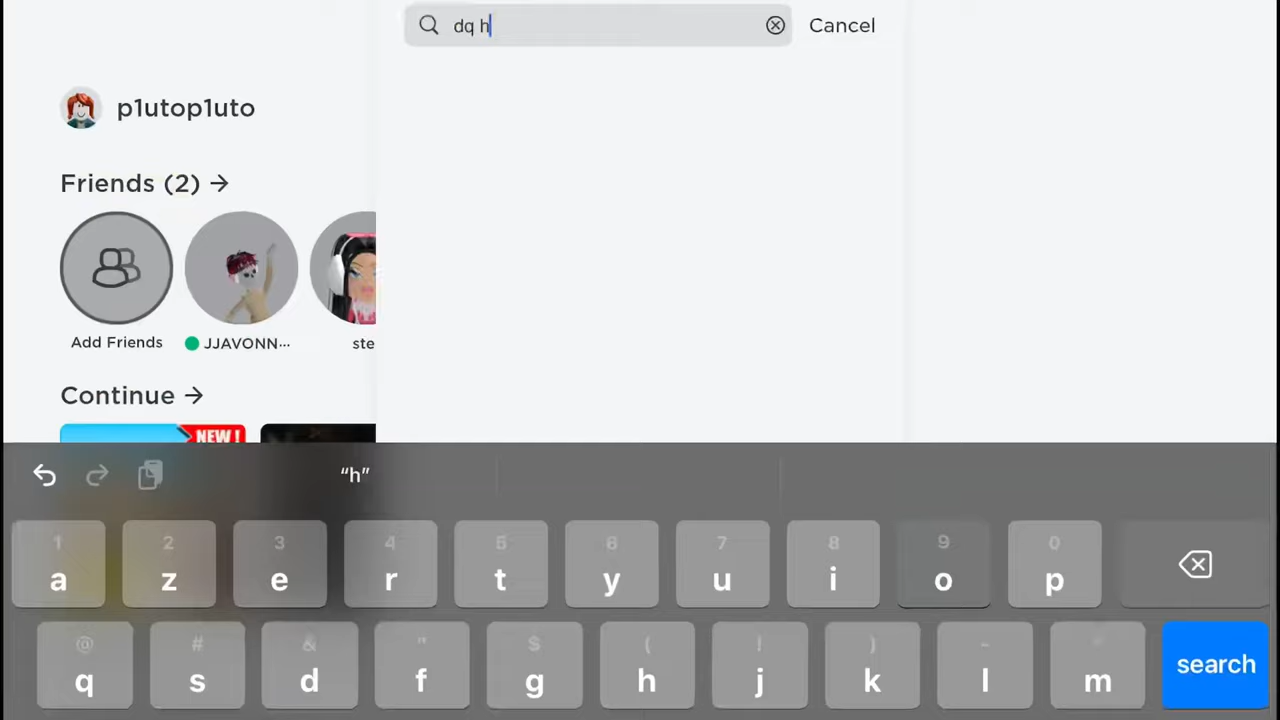 dq h
Cancel
p1utop1uto
Friends (2) →
Add Friends
JJAVONN...
ste
Continue →
NEW !
“h”
1 2 3 4 5 6 7 8 9 0
a z e r t y u i o p
@ # & " $ ( ! ) -
q s d f g h j k l m
search